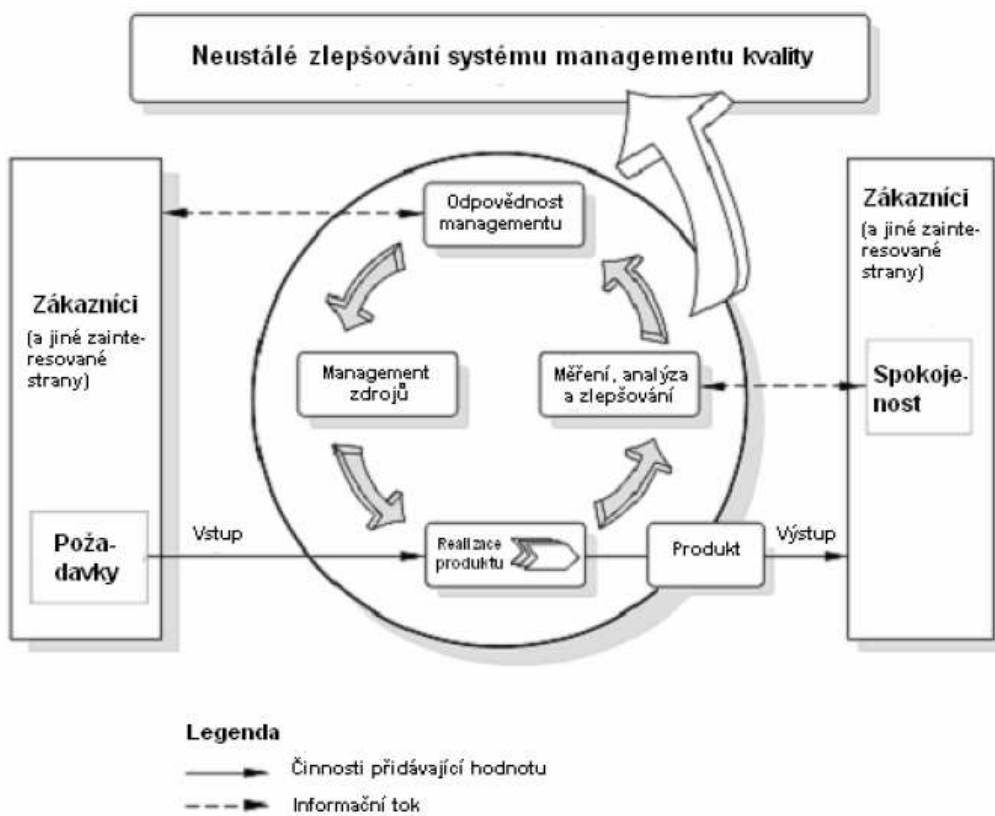 Neustálé zlepšování systému managementu kvality
Zákazníci
(a jiné zainte-
resované
strany)
Poža-
davky
Vstup
Odpovědnost
managementu
Management
zdrojů
Měření, analýza
a zlepšování
Realizace
produktu
Produkt
Výstup
Zákazníci
(a jiné zainte-
resované
strany)
Spokoje-
nost
Legenda
Činnosti přidávající hodnotu
Informační tok